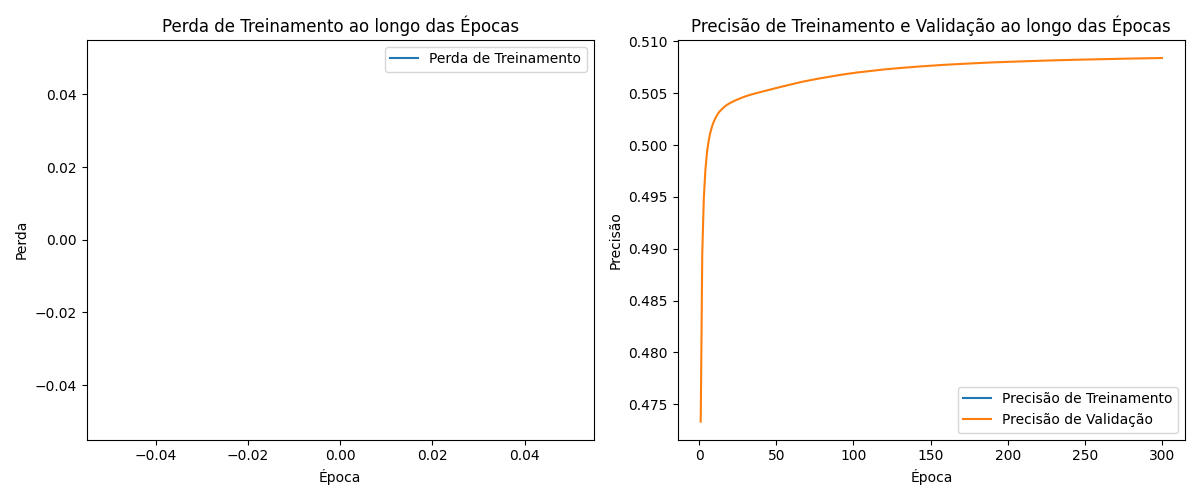 Perda de Treinamento ao longo das Épocas
Perda de Treinamento
0.04
0.02
0.00
−0.02
−0.04
Perda
−0.04
−0.02
0.00
0.02
0.04
Época
Precisão de Treinamento e Validação ao longo das Épocas
0.510
0.505
0.500
0.495
0.490
0.485
0.480
0.475
Precisão
Precisão de Treinamento
Precisão de Validação
0
50
100
150
200
250
300
Época